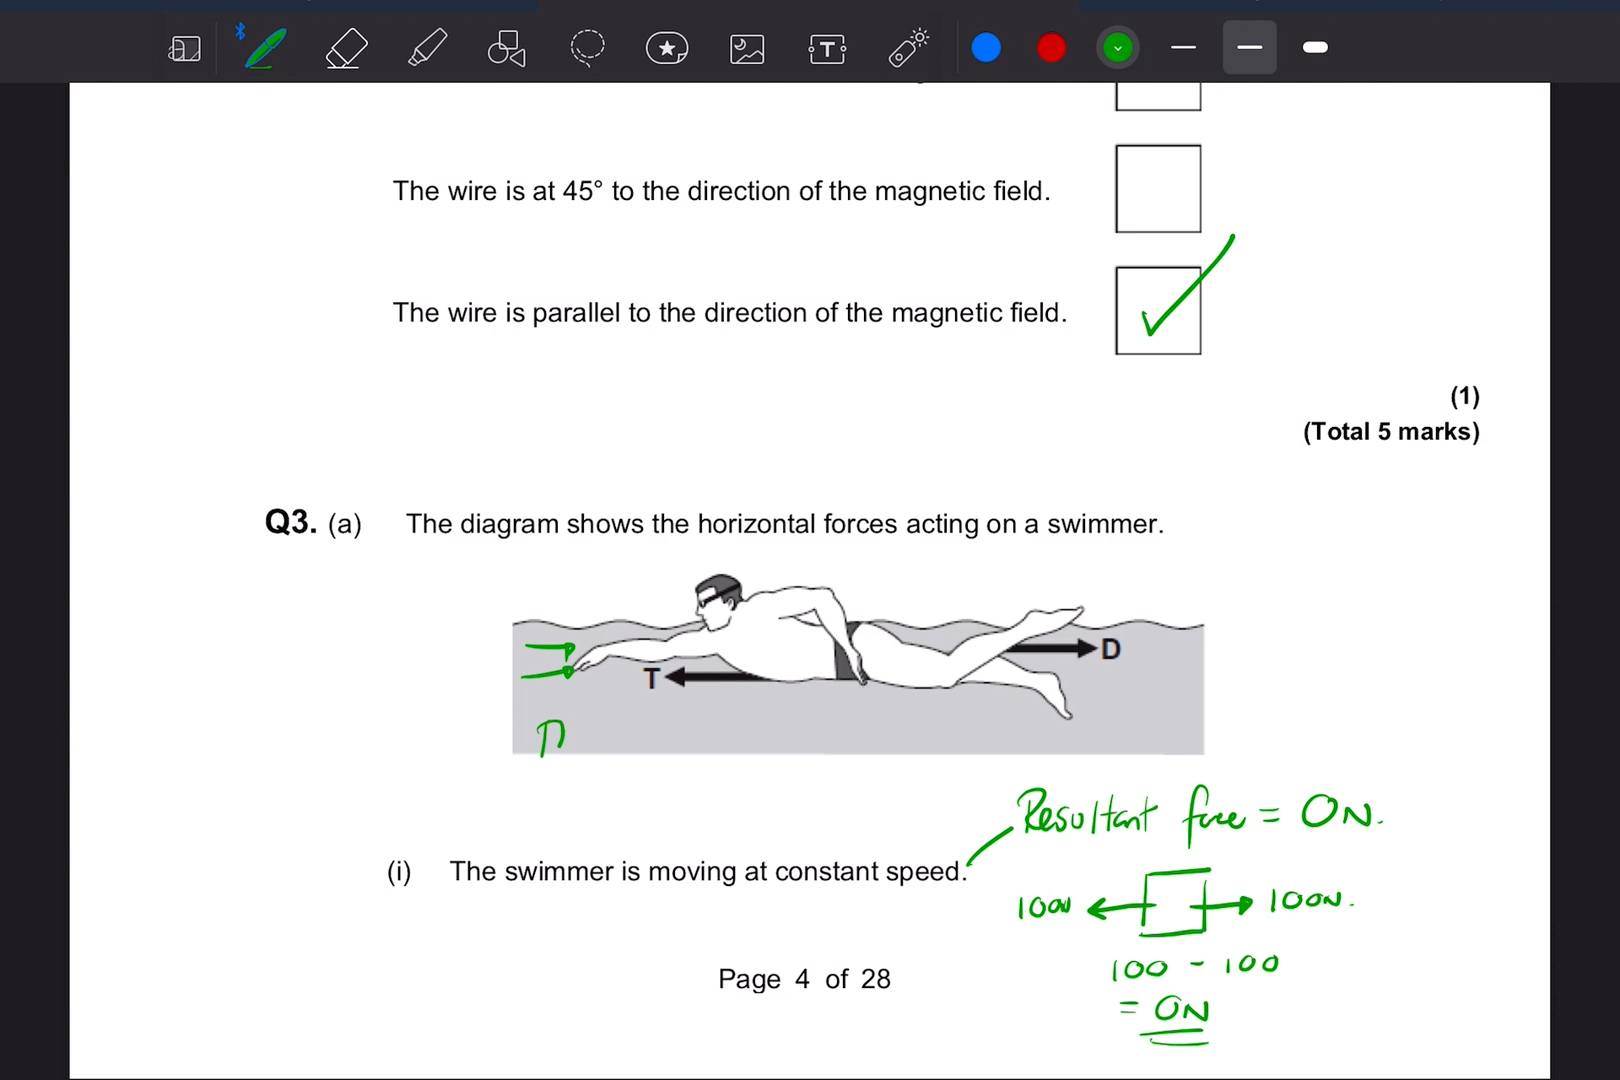 The wire is at 45° to the direction of the magnetic field.
The wire is parallel to the direction of the magnetic field.
(1)
(Total 5 marks)
Q3. (a) The diagram shows the horizontal forces acting on a swimmer.
T
D
Resultant force = 0N.
(i) The swimmer is moving at constant speed.
100N
100N.
100 - 100
= 0N
Page 4 of 28